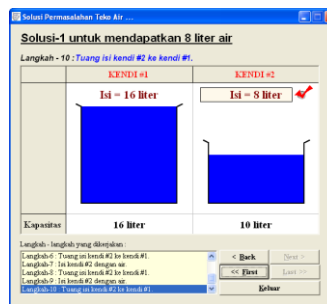 Solusi Permasalahan Teko Air ....
Solusi-1 untuk mendapatkan 8 liter air
Langkah - 10 : Tuang isi kendi #2 ke kendi #1.
KENDI #1 KENDI #2
Isi = 16 liter Isi = 8 liter
Kapasitas 16 liter 10 liter
Langkah - langkah yang dikerjakan :
Langkah-6 : Tuang isi kendi #2 ke kendi #1.
Langkah-7 : Isi kendi #2 dengan air.
Langkah-8 : Tuang isi kendi #2 ke kendi #1.
Langkah-9 : Isi kendi #2 dengan air.
Langkah-10 : Tuang isi kendi #2 ke kendi #1.
< Back Next >
<< First Last >>
Keluar